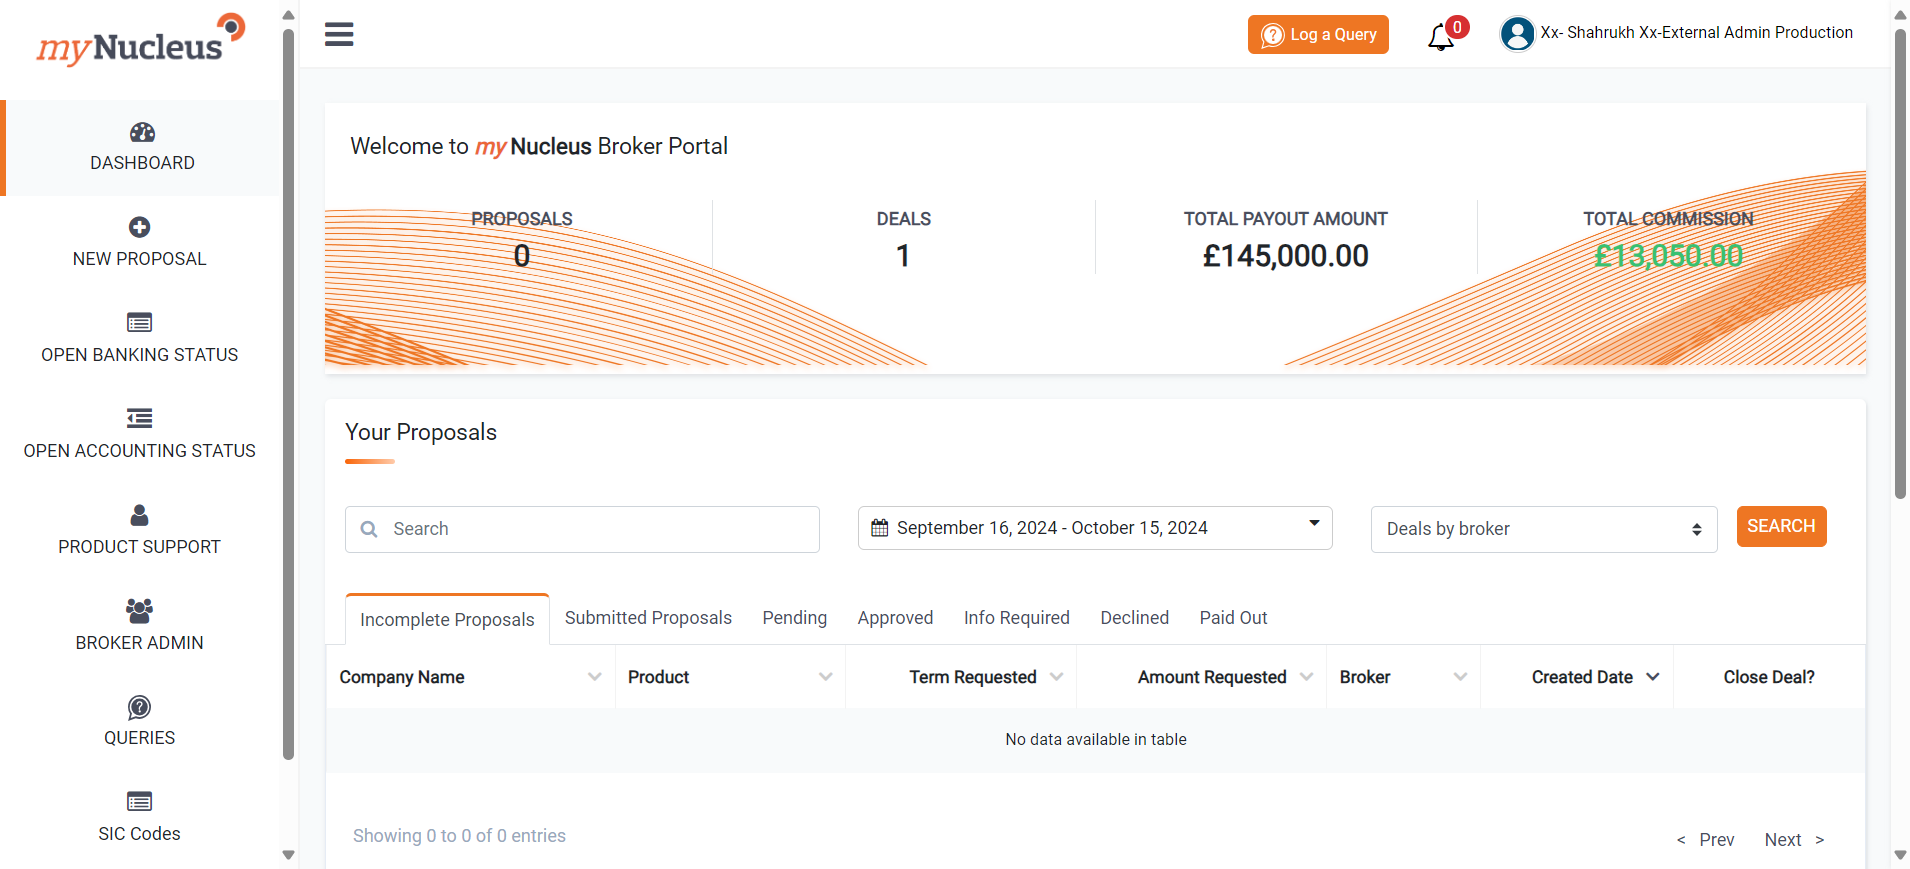 myNucleus
Log a Query
0
Xx- Shahrukh Xx-External Admin Production
DASHBOARD
NEW PROPOSAL
OPEN BANKING STATUS
OPEN ACCOUNTING STATUS
PRODUCT SUPPORT
BROKER ADMIN
QUERIES
SIC Codes
Welcome to my Nucleus Broker Portal
PROPOSALS
0
DEALS
1
TOTAL PAYOUT AMOUNT
£145,000.00
TOTAL COMMISSION
£13,050.00
Your Proposals
Search
September 16, 2024 - October 15, 2024
Deals by broker
SEARCH
Incomplete Proposals Submitted Proposals Pending Approved Info Required Declined Paid Out
Company Name Product Term Requested Amount Requested Broker Created Date Close Deal?
No data available in table
Showing 0 to 0 of 0 entries
< Prev Next >